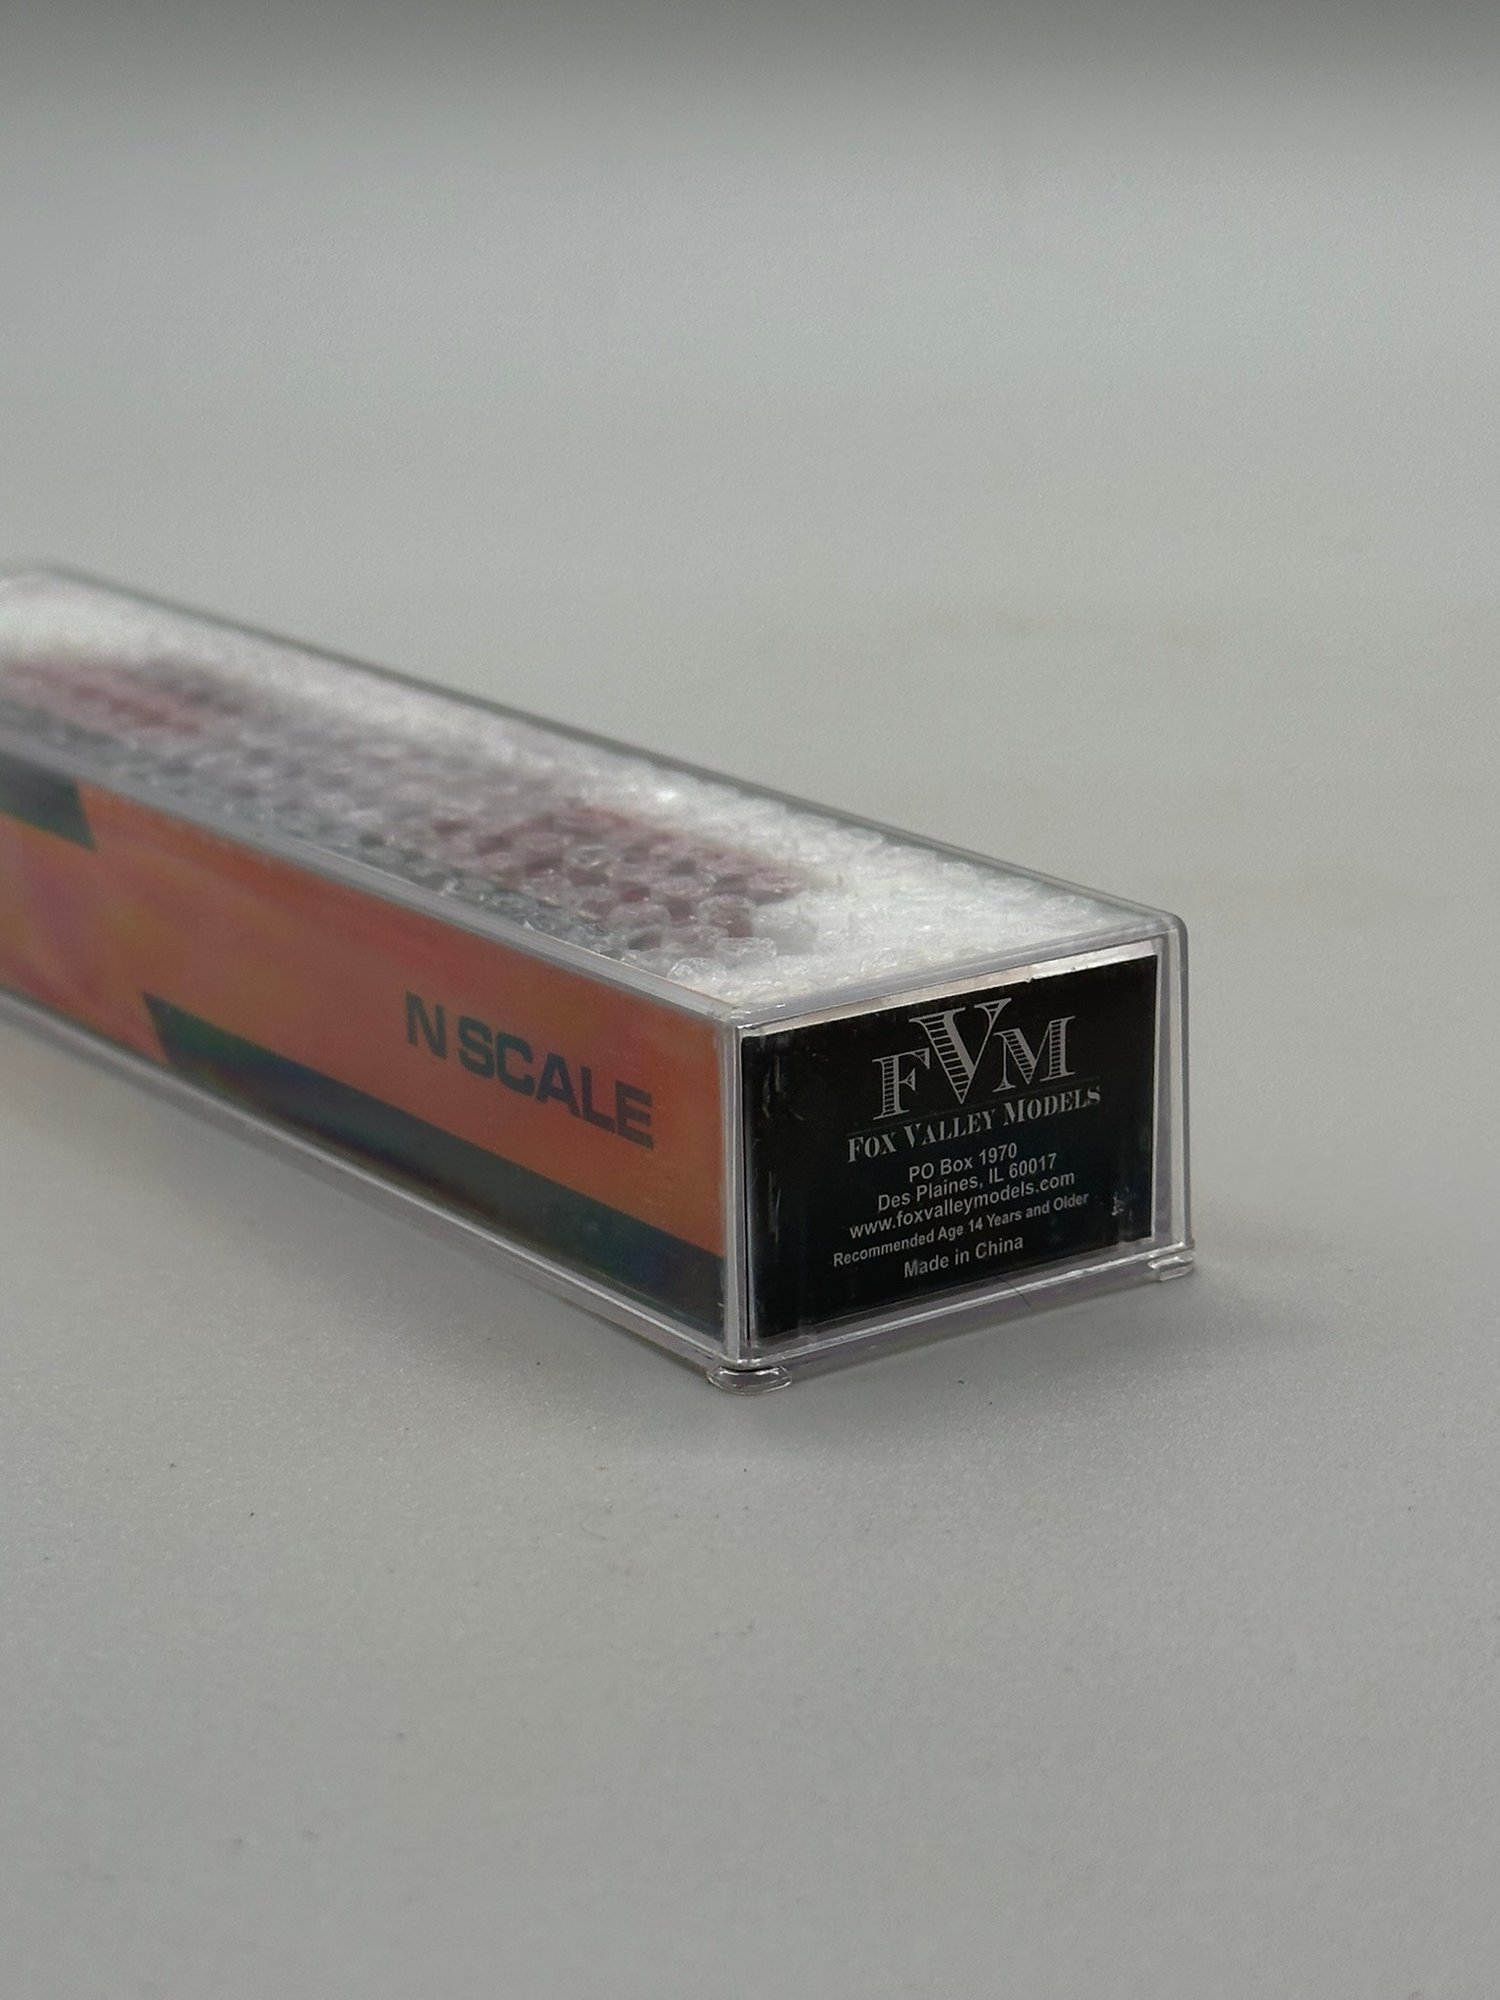 N SCALE
FVM
FOX VALLEY MODELS
PO Box 1970
Des Plaines, IL 60017
www.foxvalleymodels.com
Recommended Age 14 Years and Older
Made in China